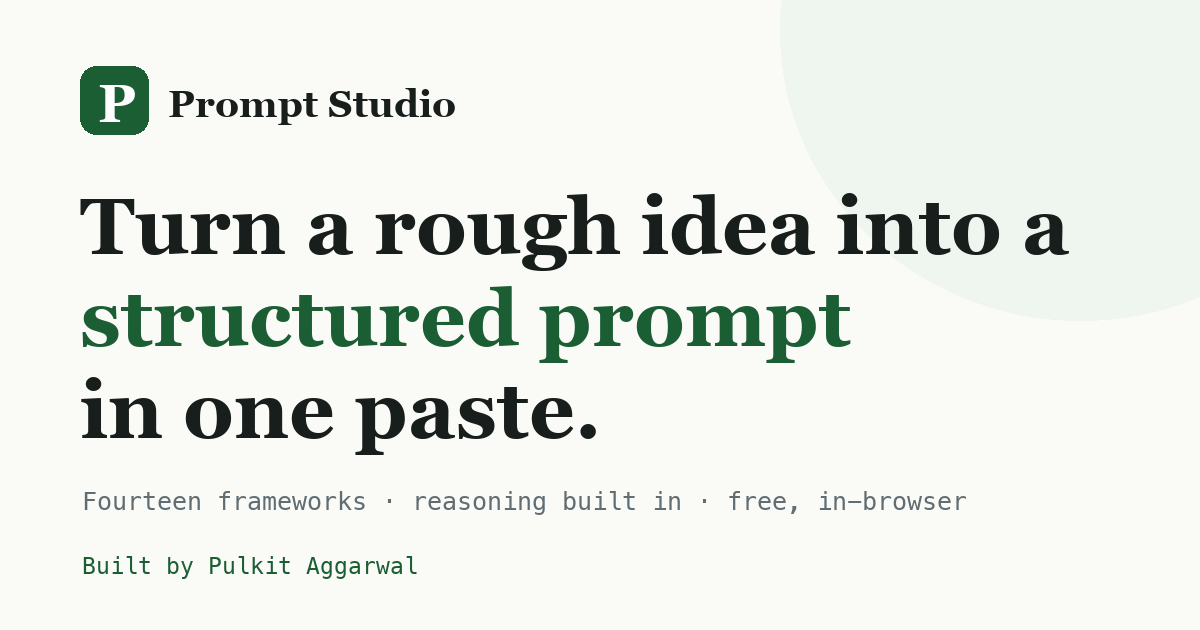 P
Prompt Studio
Turn a rough idea into a
structured prompt
in one paste.
Fourteen frameworks · reasoning built in · free, in−browser
Built by Pulkit Aggarwal